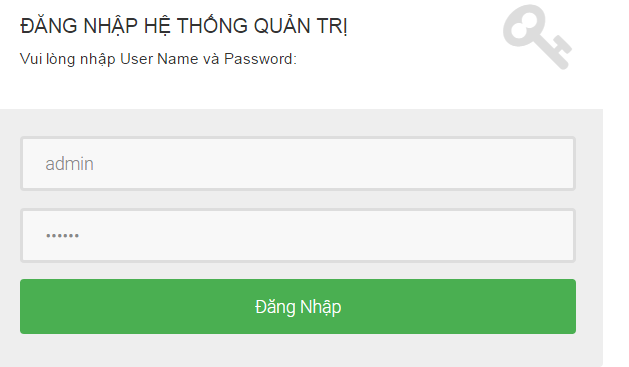 ĐĂNG NHẬP HỆ THỐNG QUẢN TRỊ
Vui lòng nhập User Name và Password:
admin
••••••
Đăng Nhập